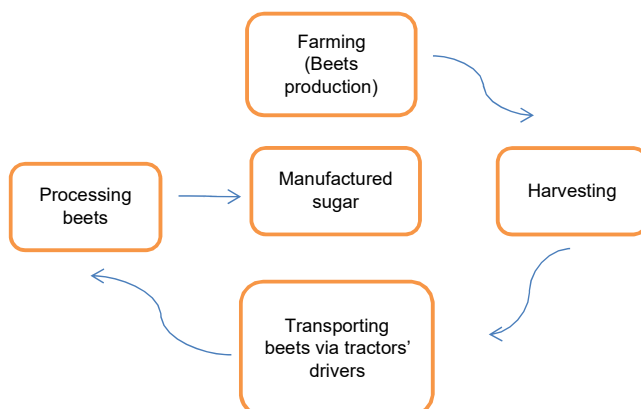 Farming
(Beets
production)
Harvesting
Transporting
beets via tractors’
drivers
Processing
beets
Manufactured
sugar